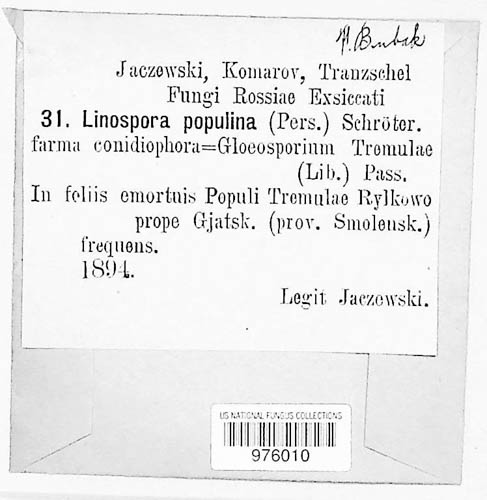 H. Bubak
Jaczewski, Komarov, Tranzschel
Fungi Rossiae Exsiccati
31. Linospora populina (Pers.) Schröter.
farma conidiophora=Gloeosporium Tremulae
(Lib.) Pass.
In foliis emortuis Populi Tremulae Rylkowo
prope Gjatsk. (prov. Smolensk.)
frequens.
1894.
Legit Jaczewski.
US NATIONAL FUNGUS COLLECTIONS
976010